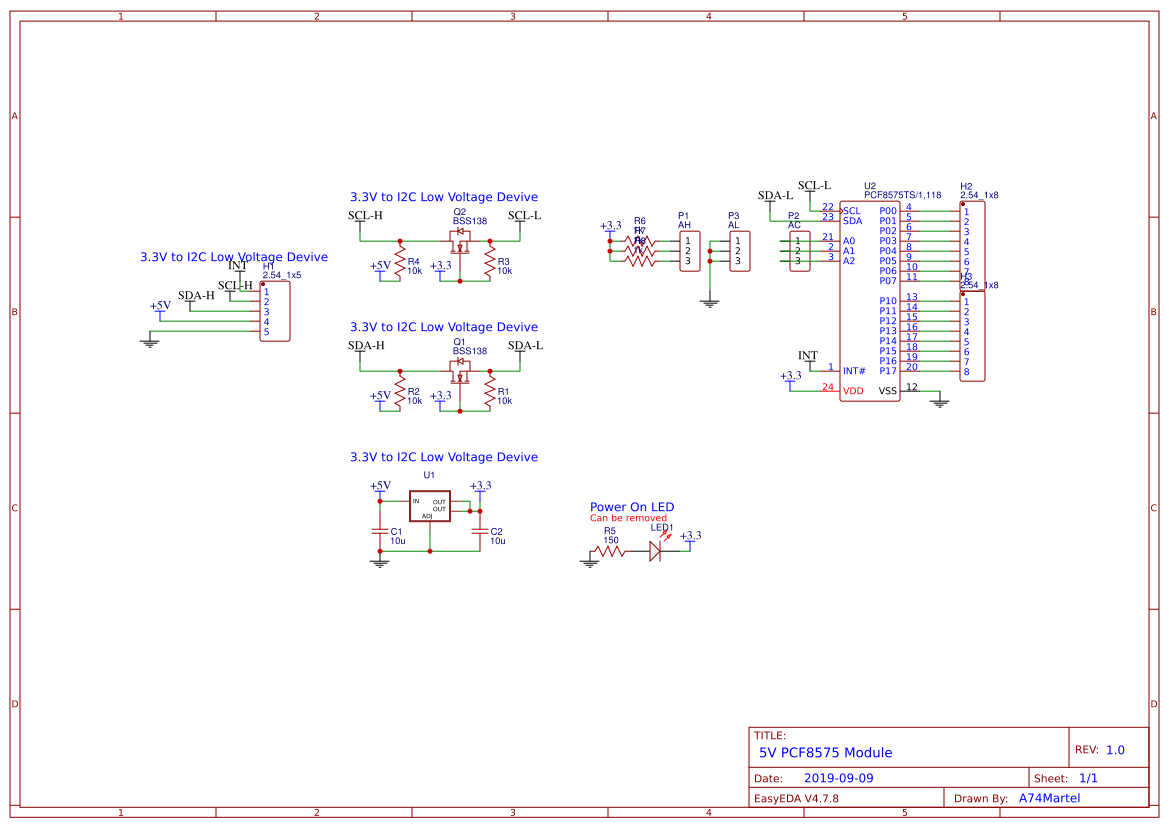 1 2 3 4 5
A A
B B
C C
D D
1 2 3 4 5
3.3V to I2C Low Voltage Devive
INT
H1
2.54_1x5
SCL-H
SDA-H
+5V
1
2
3
4
5
3.3V to I2C Low Voltage Devive
SCL-H
Q2
BSS138
SCL-L
+5V
R4
10k
+3.3
R3
10k
3.3V to I2C Low Voltage Devive
SDA-H
Q1
BSS138
SDA-L
+5V
R2
10k
+3.3
R1
10k
3.3V to I2C Low Voltage Devive
U1
+5V
+3.3
IN
OUT
OUT
ADJ
C1
10u
C2
10u
Power On LED
Can be removed
R5
150
LED1
+3.3
+3.3
R6
P1
AH
1
2
3
P3
AL
1
2
3
P2
AC
1
2
3
SDA-L
SCL-L
U2
PCF8575TS/1,118
22 SCL
23 SDA
21 A0
2 A1
3 A2
INT
1 INT#
+3.3
24 VDD
P00 4
P01 5
P02 6
P03 7
P04 8
P05 9
P06 10
P07 11
P10 13
P11 14
P12 15
P13 16
P14 17
P15 18
P16 19
P17 20
VSS 12
H2
2.54_1x8
1
2
3
4
5
6
7
H3
2.54_1x8
1
2
3
4
5
6
7
8
TITLE:
5V PCF8575 Module
REV: 1.0
Date: 2019-09-09
Sheet: 1/1
EasyEDA V4.7.8
Drawn By: A74Martel